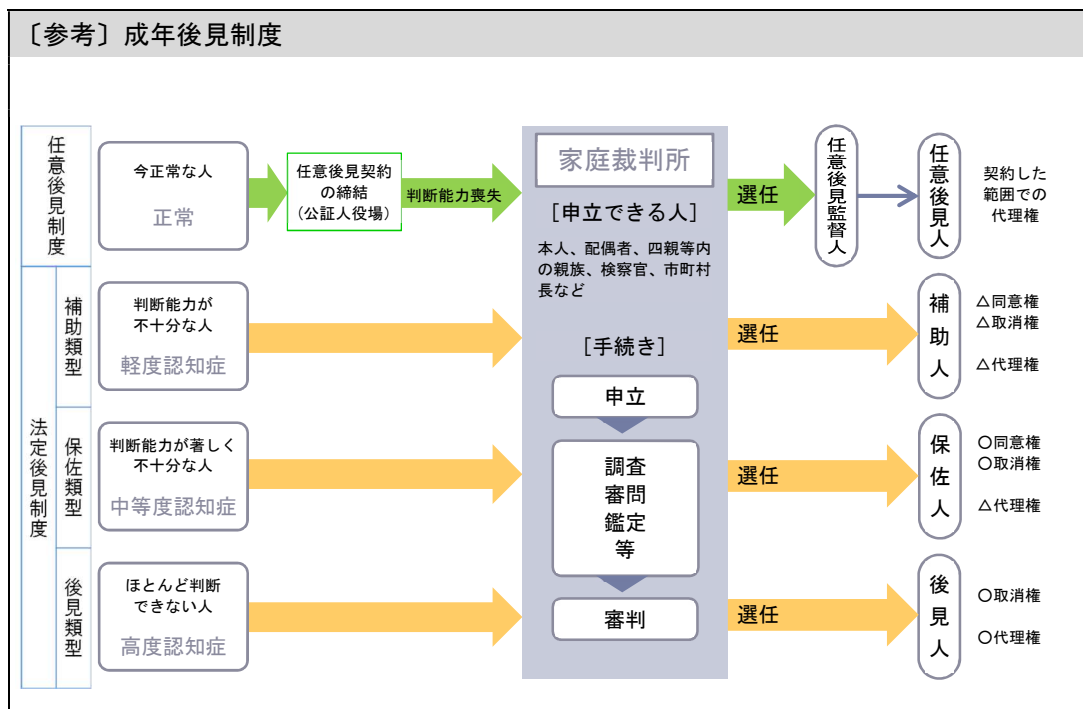 〔参考〕成年後見制度
任意後見制度
今正常な人
正常
任意後見契約
の締結
（公証人役場）
判断能力喪失
家庭裁判所
［申立できる人］
本人、配偶者、四親等内
の親族、検察官、市町村
長など
選任
任意後見監督人
任意後見人
契約した
範囲での
代理権
法定後見制度
補助類型
判断能力が
不十分な人
軽度認知症
選任
補助人
△同意権
△取消権
△代理権
［手続き］
申立
保佐類型
判断能力が著しく
不十分な人
中等度認知症
調査
審問
鑑定
等
選任
保佐人
○同意権
○取消権
△代理権
後見類型
ほとんど判断
できない人
高度認知症
審判
選任
後見人
○取消権
○代理権